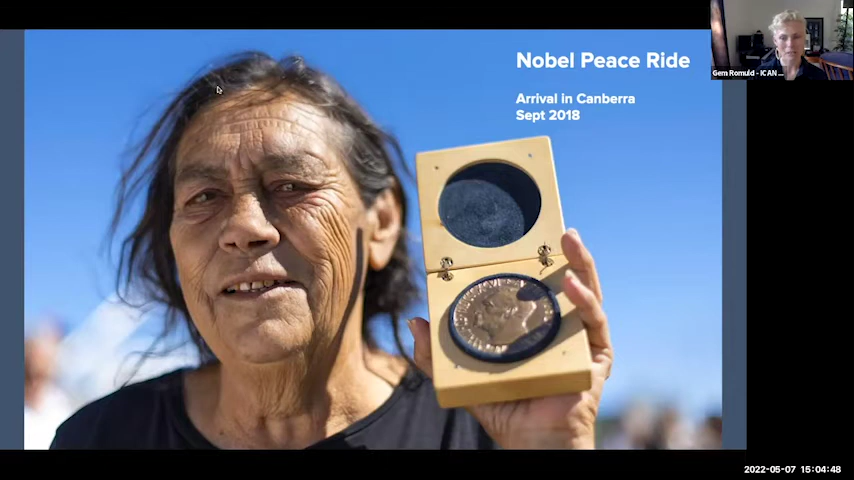 Nobel Peace Ride
Arrival in Canberra
Sept 2018
Gem Romuld - ICAN ...
2022-05-07 15:04:48